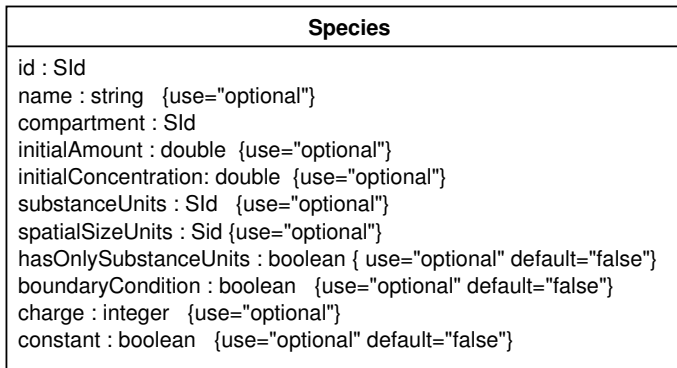 Species
id : SId
name : string {use="optional"}
compartment : SId
initialAmount : double {use="optional"}
initialConcentration: double {use="optional"}
substanceUnits : SId {use="optional"}
spatialSizeUnits : Sid {use="optional"}
hasOnlySubstanceUnits : boolean { use="optional" default="false"}
boundaryCondition : boolean {use="optional" default="false"}
charge : integer {use="optional"}
constant : boolean {use="optional" default="false"}